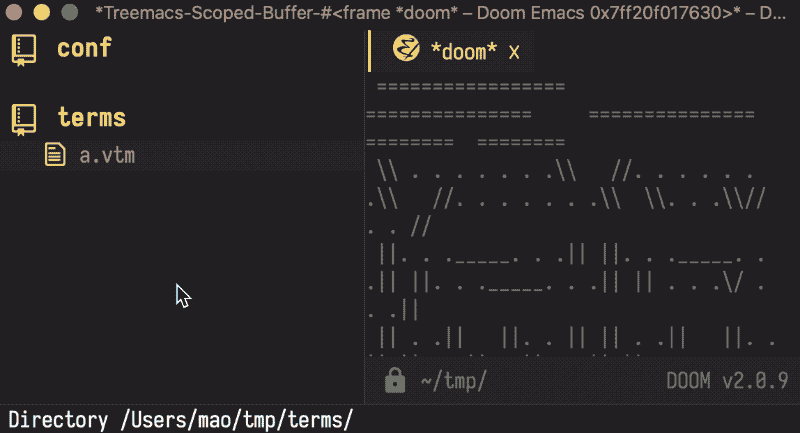 *Treemacs-Scoped-Buffer-#<frame *doom* – Doom Emacs 0x7ff20f017630>* – D...
conf
terms
a.vtm
*doom* x
=================
===============     ===============
========  ========
\\ . . . . . . .\\   //. . . . . .
.\\   //. . . . . . .\\  \\. . .\\//
. . //
||. . ._____. . .|| ||. . ._____. .
.|| ||. . ._____. . .|| || . . .\/ .
. .||
|| . .||   ||. . || || . .||   ||. .
~/tmp/
DOOM v2.0.9
Directory /Users/mao/tmp/terms/